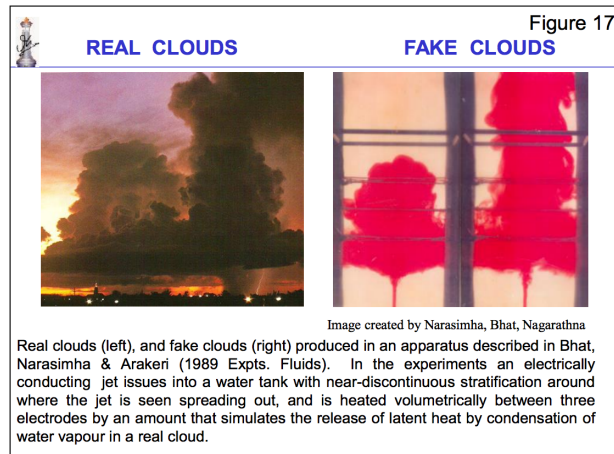 Figure 17
REAL CLOUDS
FAKE CLOUDS
Image created by Narasimha, Bhat, Nagarathna
Real clouds (left), and fake clouds (right) produced in an apparatus described in Bhat,
Narasimha & Arakeri (1989 Expts. Fluids). In the experiments an electrically
conducting jet issues into a water tank with near-discontinuous stratification around
where the jet is seen spreading out, and is heated volumetrically between three
electrodes by an amount that simulates the release of latent heat by condensation of
water vapour in a real cloud.